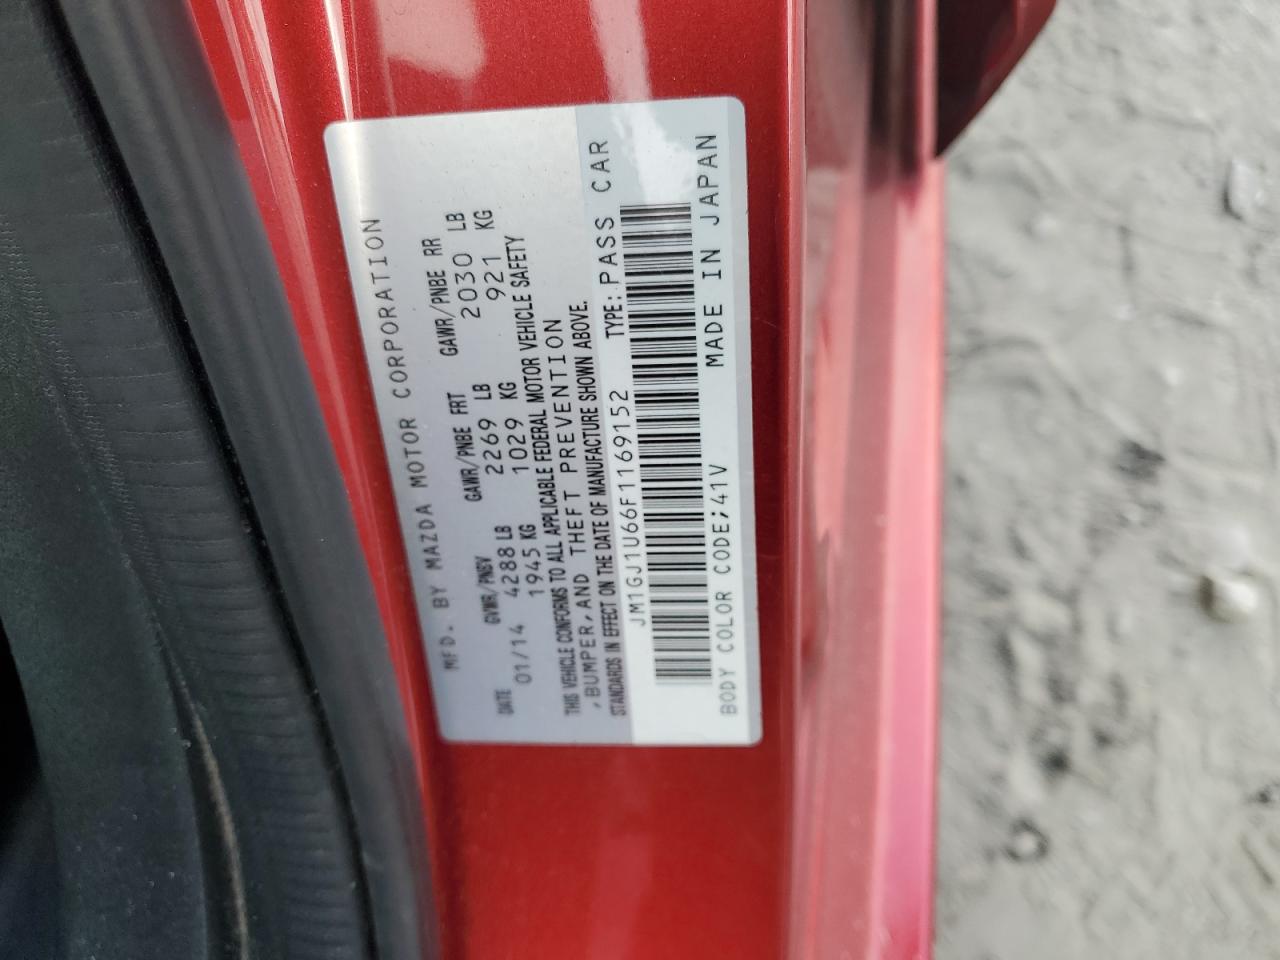 MFD. BY MAZDA MOTOR CORPORATION
DATE GVWR/PNBV GAWR/PNBE FRT GAWR/PNBE RR
01/14 4288 LB 2269 LB 2030 LB
1945 KG 1029 KG 921 KG
THIS VEHICLE CONFORMS TO ALL APPLICABLE FEDERAL MOTOR VEHICLE SAFETY
,BUMPER,AND THEFT PREVENTION
STANDARDS IN EFFECT ON THE DATE OF MANUFACTURE SHOWN ABOVE.
JM1GJ1U66F1169152 TYPE: PASS CAR
BODY COLOR CODE;41V MADE IN JAPAN